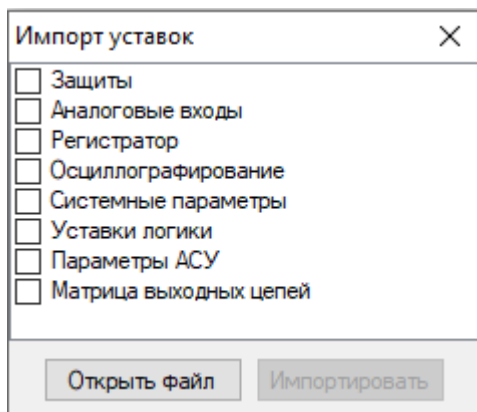 Импорт уставок
Защиты
Аналоговые входы
Регистратор
Осциллографирование
Системные параметры
Уставки логики
Параметры АСУ
Матрица выходных цепей
Открыть файл Импортировать